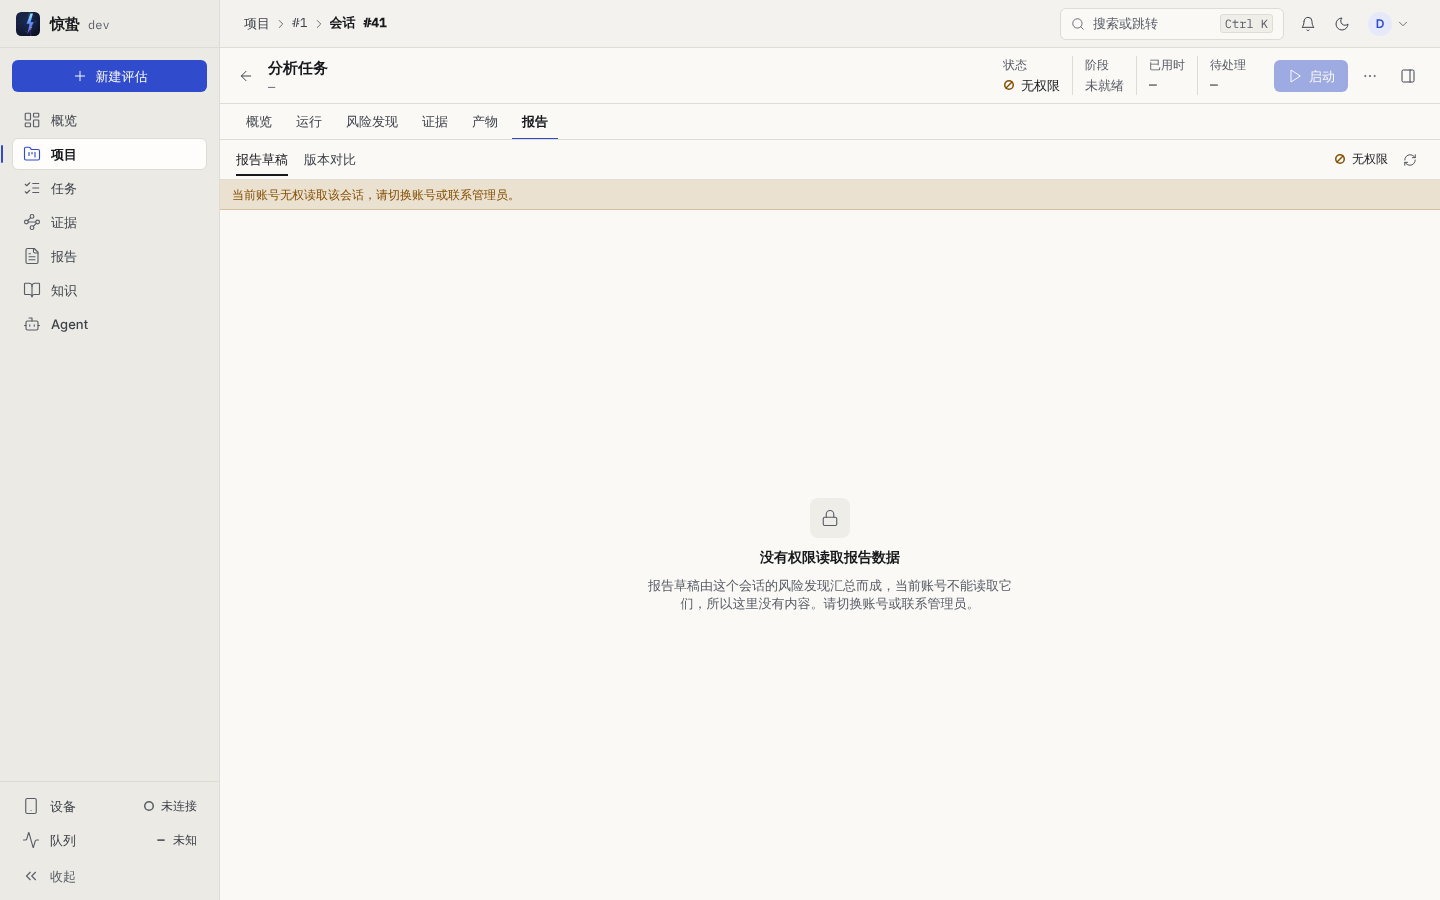 惊蛰 dev
项目 #1 会话 #41
搜索或跳转 Ctrl K
D
新建评估
概览
项目
任务
证据
报告
知识
Agent
设备 未连接
队列 – 未知
收起
分析任务
–
状态 阶段 已用时 待处理
无权限 未就绪 – –
启动
概览 运行 风险发现 证据 产物 报告
报告草稿 版本对比
无权限
当前账号无权读取该会话，请切换账号或联系管理员。
没有权限读取报告数据
报告草稿由这个会话的风险发现汇总而成，当前账号不能读取它
们，所以这里没有内容。请切换账号或联系管理员。